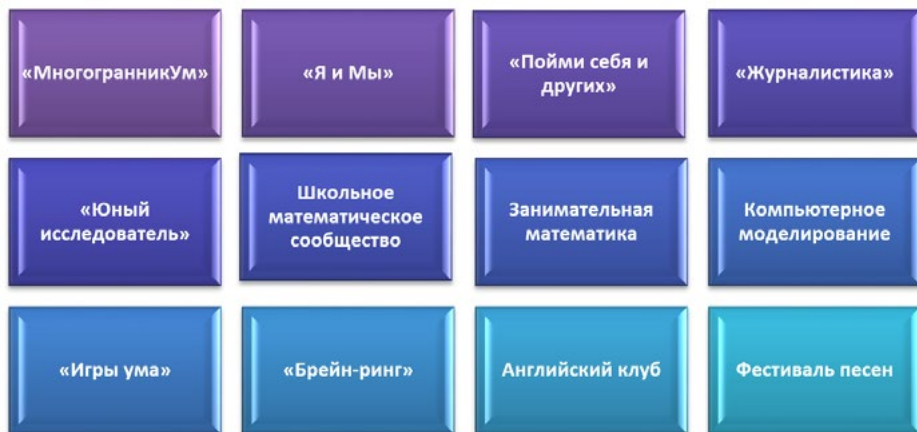 «МногогранникУм»
«Я и Мы»
«Пойми себя и
других»
«Журналистика»
«Юный
исследователь»
Школьное
математическое
сообщество
Занимательная
математика
Компьютерное
моделирование
«Игры ума»
«Брейн-ринг»
Английский клуб
Фестиваль песен